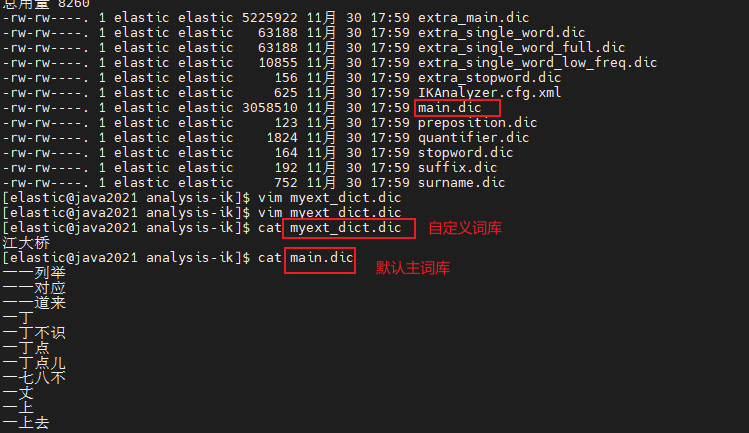 总用量 8260
-rw-rw----. 1 elastic elastic 5225922 11月 30 17:59 extra_main.dic
-rw-rw----. 1 elastic elastic   63188 11月 30 17:59 extra_single_word.dic
-rw-rw----. 1 elastic elastic   63188 11月 30 17:59 extra_single_word_full.dic
-rw-rw----. 1 elastic elastic   10855 11月 30 17:59 extra_single_word_low_freq.dic
-rw-rw----. 1 elastic elastic     156 11月 30 17:59 extra_stopword.dic
-rw-rw----. 1 elastic elastic     625 11月 30 17:59 IKAnalyzer.cfg.xml
-rw-rw----. 1 elastic elastic 3058510 11月 30 17:59 main.dic
-rw-rw----. 1 elastic elastic     123 11月 30 17:59 preposition.dic
-rw-rw----. 1 elastic elastic    1824 11月 30 17:59 quantifier.dic
-rw-rw----. 1 elastic elastic     164 11月 30 17:59 stopword.dic
-rw-rw----. 1 elastic elastic     192 11月 30 17:59 suffix.dic
-rw-rw----. 1 elastic elastic     752 11月 30 17:59 surname.dic
[elastic@java2021 analysis-ik]$ vim myext_dict.dic
[elastic@java2021 analysis-ik]$ vim myext_dict.dic
[elastic@java2021 analysis-ik]$ cat myext_dict.dic 自定义词库
江大桥
[elastic@java2021 analysis-ik]$ cat main.dic 默认主词库
一一列举
一一对应
一一道来
一丁
一丁不识
一丁点
一丁点儿
一七八不
一丈
一上
一上去